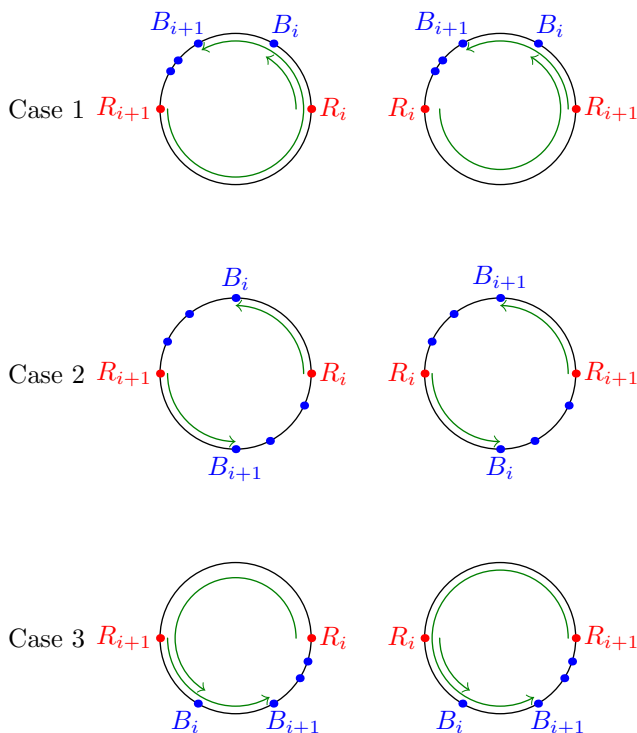 B_{i+1} B_i B_{i+1} B_i
Case 1 R_{i+1} R_i R_i R_{i+1}
B_i B_{i+1}
Case 2 R_{i+1} R_i R_i R_{i+1}
B_{i+1} B_i
Case 3 R_{i+1} R_i R_i R_{i+1}
B_i B_{i+1} B_i B_{i+1}